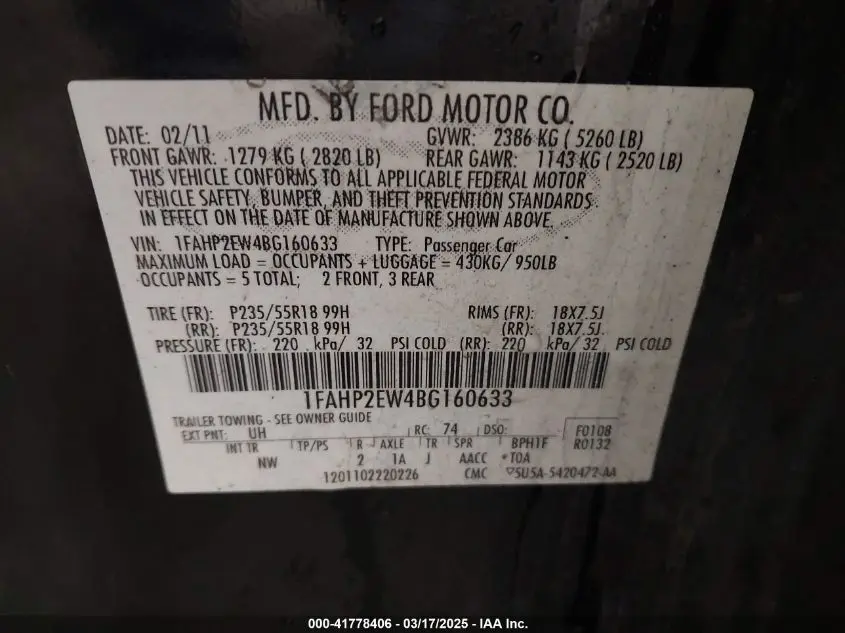 MFD. BY FORD MOTOR CO.
DATE: 02/11 GVWR: 2386 KG ( 5260 LB)
FRONT GAWR: 1279 KG ( 2820 LB) REAR GAWR: 1143 KG ( 2520 LB)
THIS VEHICLE CONFORMS TO ALL APPLICABLE FEDERAL MOTOR
VEHICLE SAFETY, BUMPER, AND THEFT PREVENTION STANDARDS
IN EFFECT ON THE DATE OF MANUFACTURE SHOWN ABOVE.
VIN: 1FAHP2EW4BG160633 TYPE: Passenger Car
MAXIMUM LOAD = OCCUPANTS + LUGGAGE = 430KG/ 950LB
OCCUPANTS = 5 TOTAL; 2 FRONT, 3 REAR
TIRE (FR): P235/55R18 99H RIMS (FR): 18X7.5J
(RR): P235/55R18 99H (RR): 18X7.5J
PRESSURE (FR): 220 kPa/ 32 PSI COLD (RR): 220 kPa/ 32 PSI COLD
1FAHP2EW4BG160633
TRAILER TOWING - SEE OWNER GUIDE
EXT PNT: UH RC: 74 DSO: F0108
INT TR TP/PS R AXLE TR SPR BPH1F R0132
NW 2 1A J AACC *TOA
1201102220226 CMC 5U5A-5420472-AA
000-41778406 - 03/17/2025 - IAA Inc.